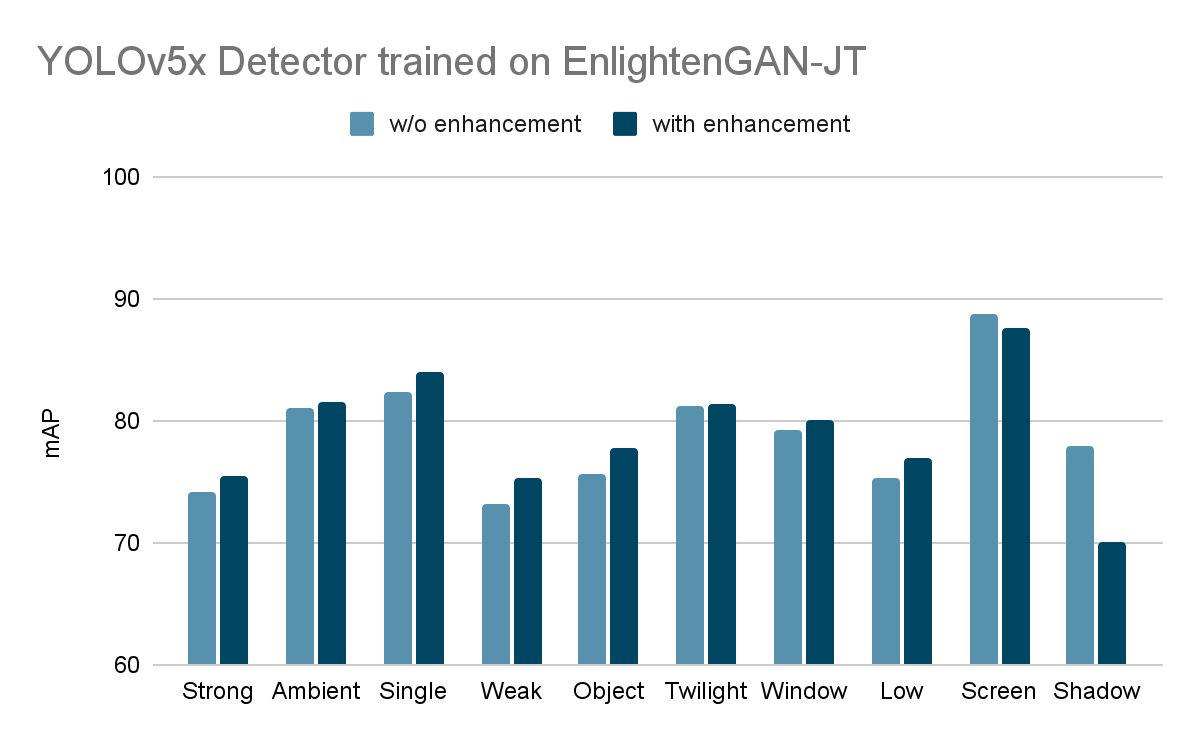 YOLOv5x Detector trained on EnlightenGAN-JT
w/o enhancement with enhancement
100
90
80
70
60
mAP
Strong Ambient Single Weak Object Twilight Window Low Screen Shadow